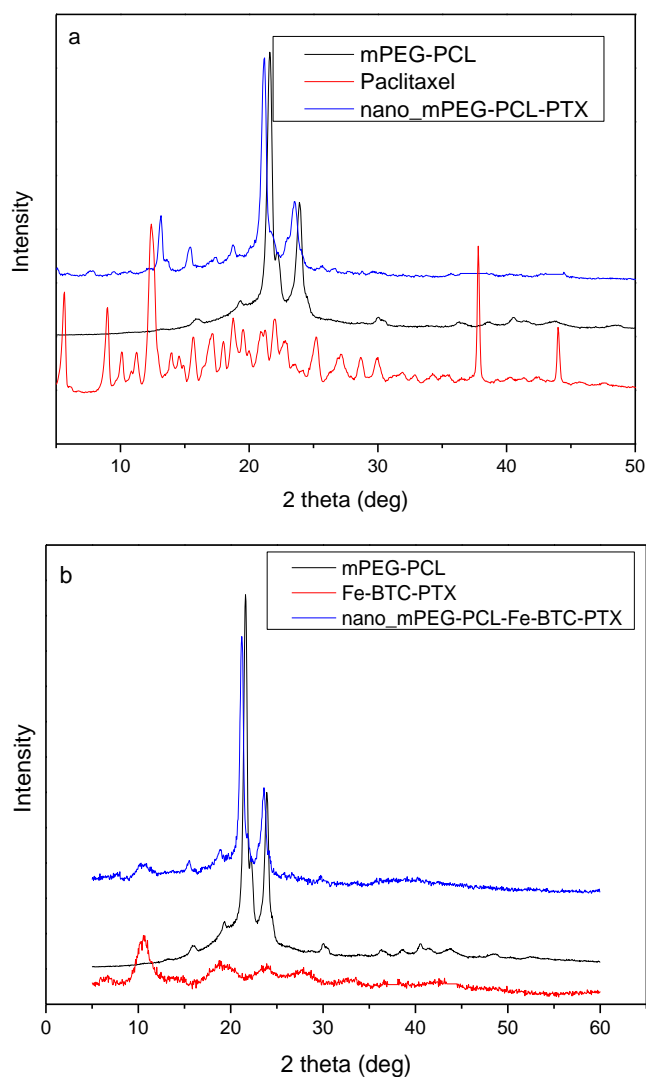 a
mPEG-PCL
Paclitaxel
nano_mPEG-PCL-PTX
Intensity
10 20 30 40 50
2 theta (deg)
b
mPEG-PCL
Fe-BTC-PTX
nano_mPEG-PCL-Fe-BTC-PTX
Intensity
0 10 20 30 40 50 60
2 theta (deg)